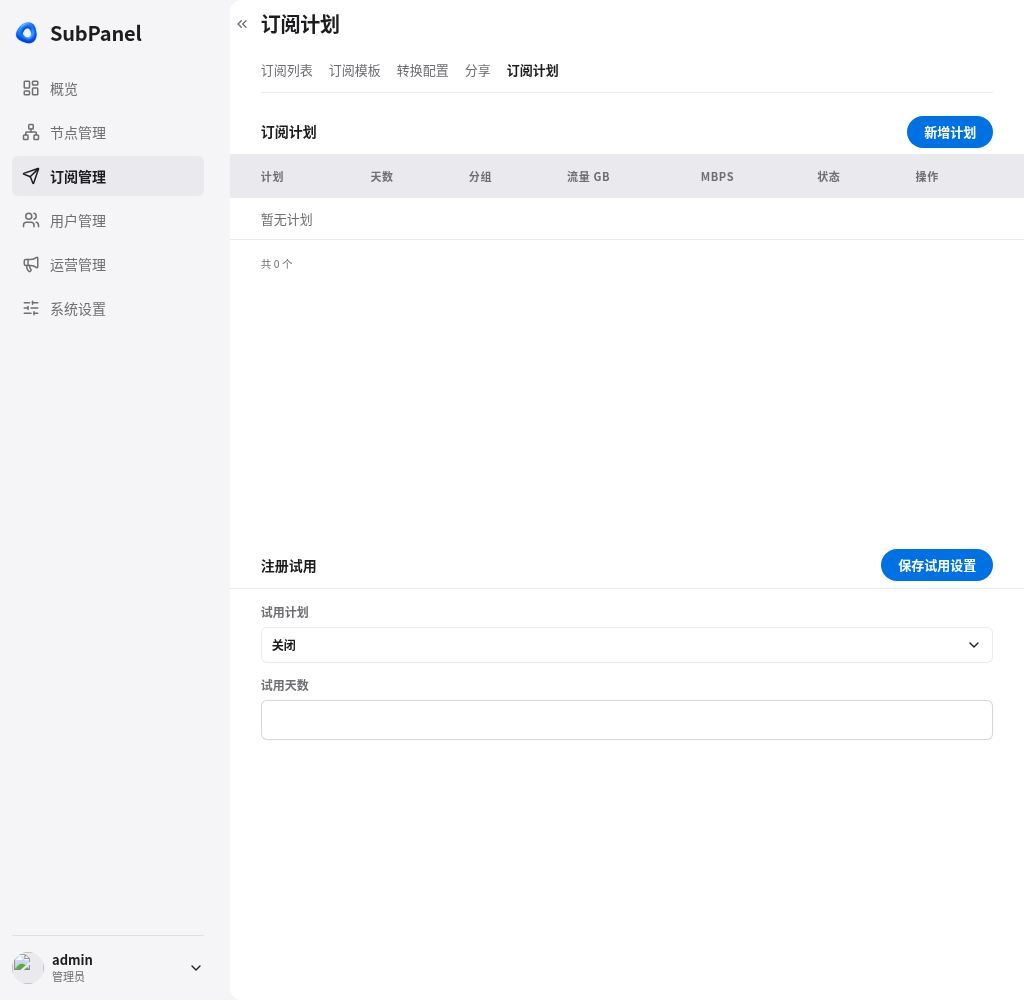 SubPanel
概览
节点管理
订阅管理
用户管理
运营管理
系统设置
admin
管理员
订阅计划
订阅列表 订阅模板 转换配置 分享 订阅计划
订阅计划 新增计划
计划 天数 分组 流量 GB MBPS 状态 操作
暂无计划
共 0 个
注册试用 保存试用设置
试用计划
关闭
试用天数